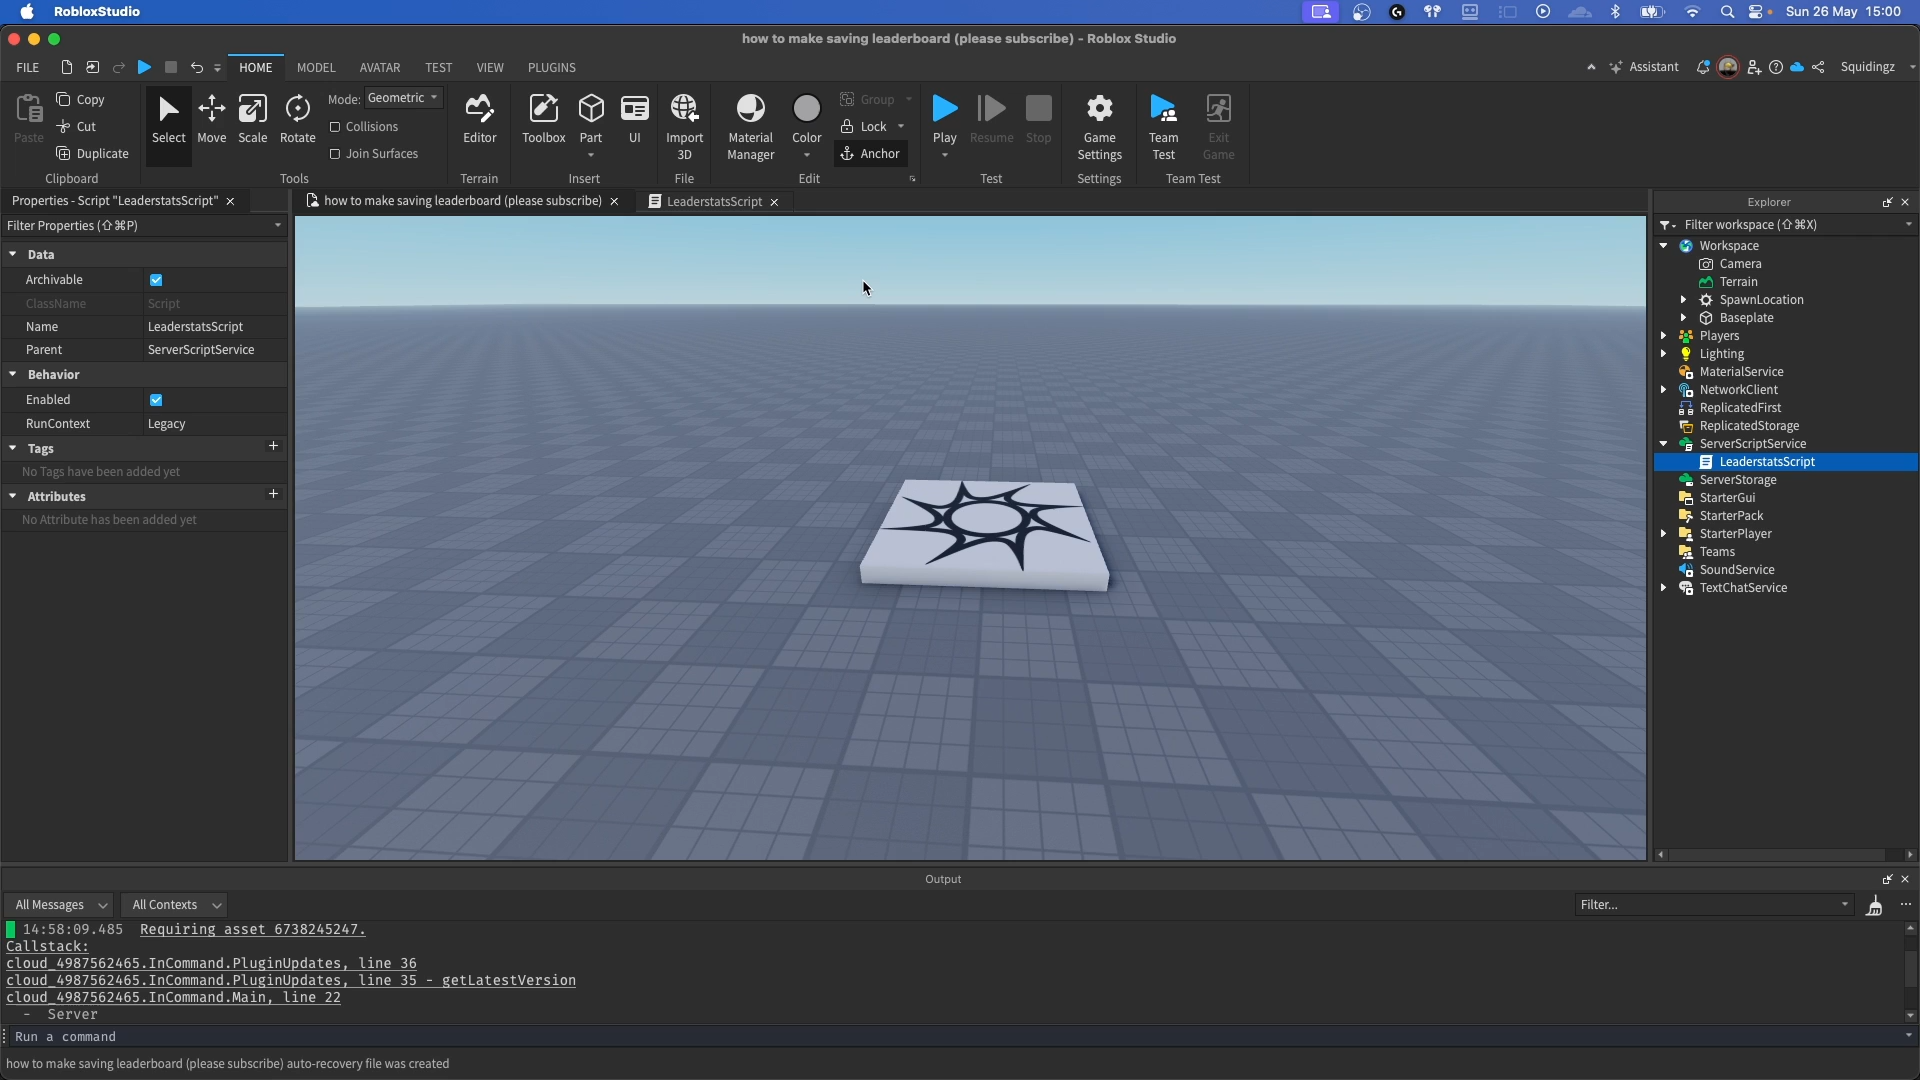 RobloxStudio
Sun 26 May 15:00
how to make saving leaderboard (please subscribe) - Roblox Studio
FILE
HOME
MODEL
AVATAR
TEST
VIEW
PLUGINS
Assistant
Squidingz
Paste
Copy
Cut
Duplicate
Clipboard
Select
Move
Scale
Rotate
Mode: Geometric
Collisions
Join Surfaces
Tools
Editor
Terrain
Toolbox
Part
UI
Insert
Import
3D
File
Material
Manager
Color
Group
Lock
Anchor
Edit
Play
Resume
Stop
Test
Game
Settings
Settings
Team
Test
Exit
Game
Team Test
Properties - Script "LeaderstatsScript"
how to make saving leaderboard (please subscribe)
LeaderstatsScript
Filter Properties (⇧⌘P)
Data
Archivable
ClassName Script
Name LeaderstatsScript
Parent ServerScriptService
Behavior
Enabled
RunContext Legacy
Tags +
No Tags have been added yet
Attributes +
No Attribute has been added yet
Explorer
Filter workspace (⇧⌘X)
Workspace
Camera
Terrain
SpawnLocation
Baseplate
Players
Lighting
MaterialService
NetworkClient
ReplicatedFirst
ReplicatedStorage
ServerScriptService
LeaderstatsScript
ServerStorage
StarterGui
StarterPack
StarterPlayer
Teams
SoundService
TextChatService
Output
All Messages
All Contexts
Filter...
14:58:09.485 Requiring asset 6738245247.
Callstack:
cloud_4987562465.InCommand.PluginUpdates, line 36
cloud_4987562465.InCommand.PluginUpdates, line 35 - getLatestVersion
cloud_4987562465.InCommand.Main, line 22
- Server
Run a command
how to make saving leaderboard (please subscribe) auto-recovery file was created